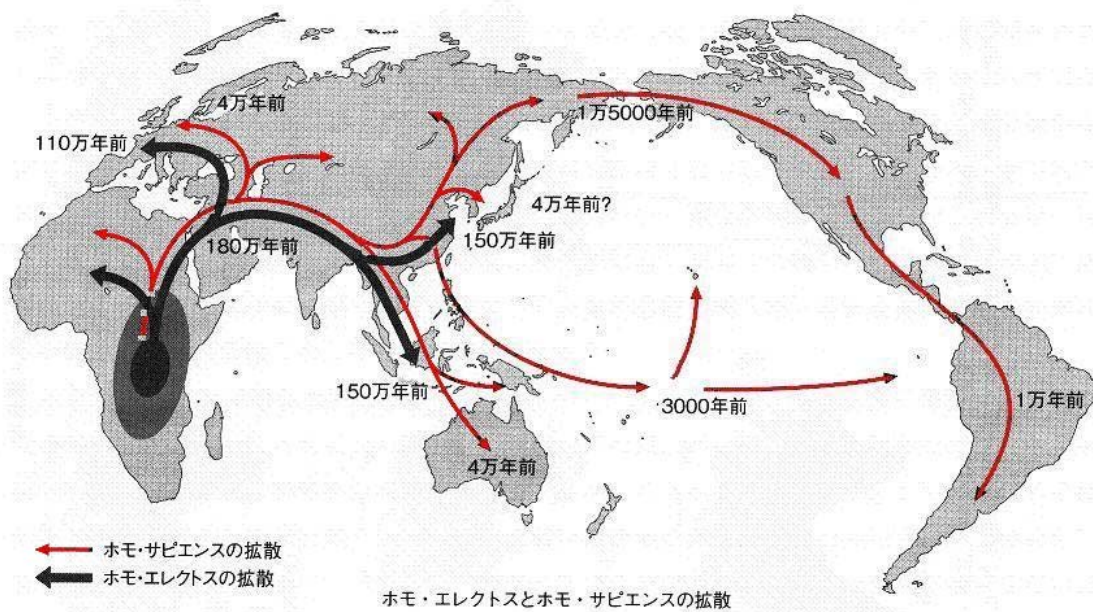 4万年前
110万年前
1万5000年前
4万年前?
180万年前
150万年前
150万年前
3000年前
1万年前
4万年前
ホモ・サピエンスの拡散
ホモ・エレクトスの拡散
ホモ・エレクトスとホモ・サピエンスの拡散